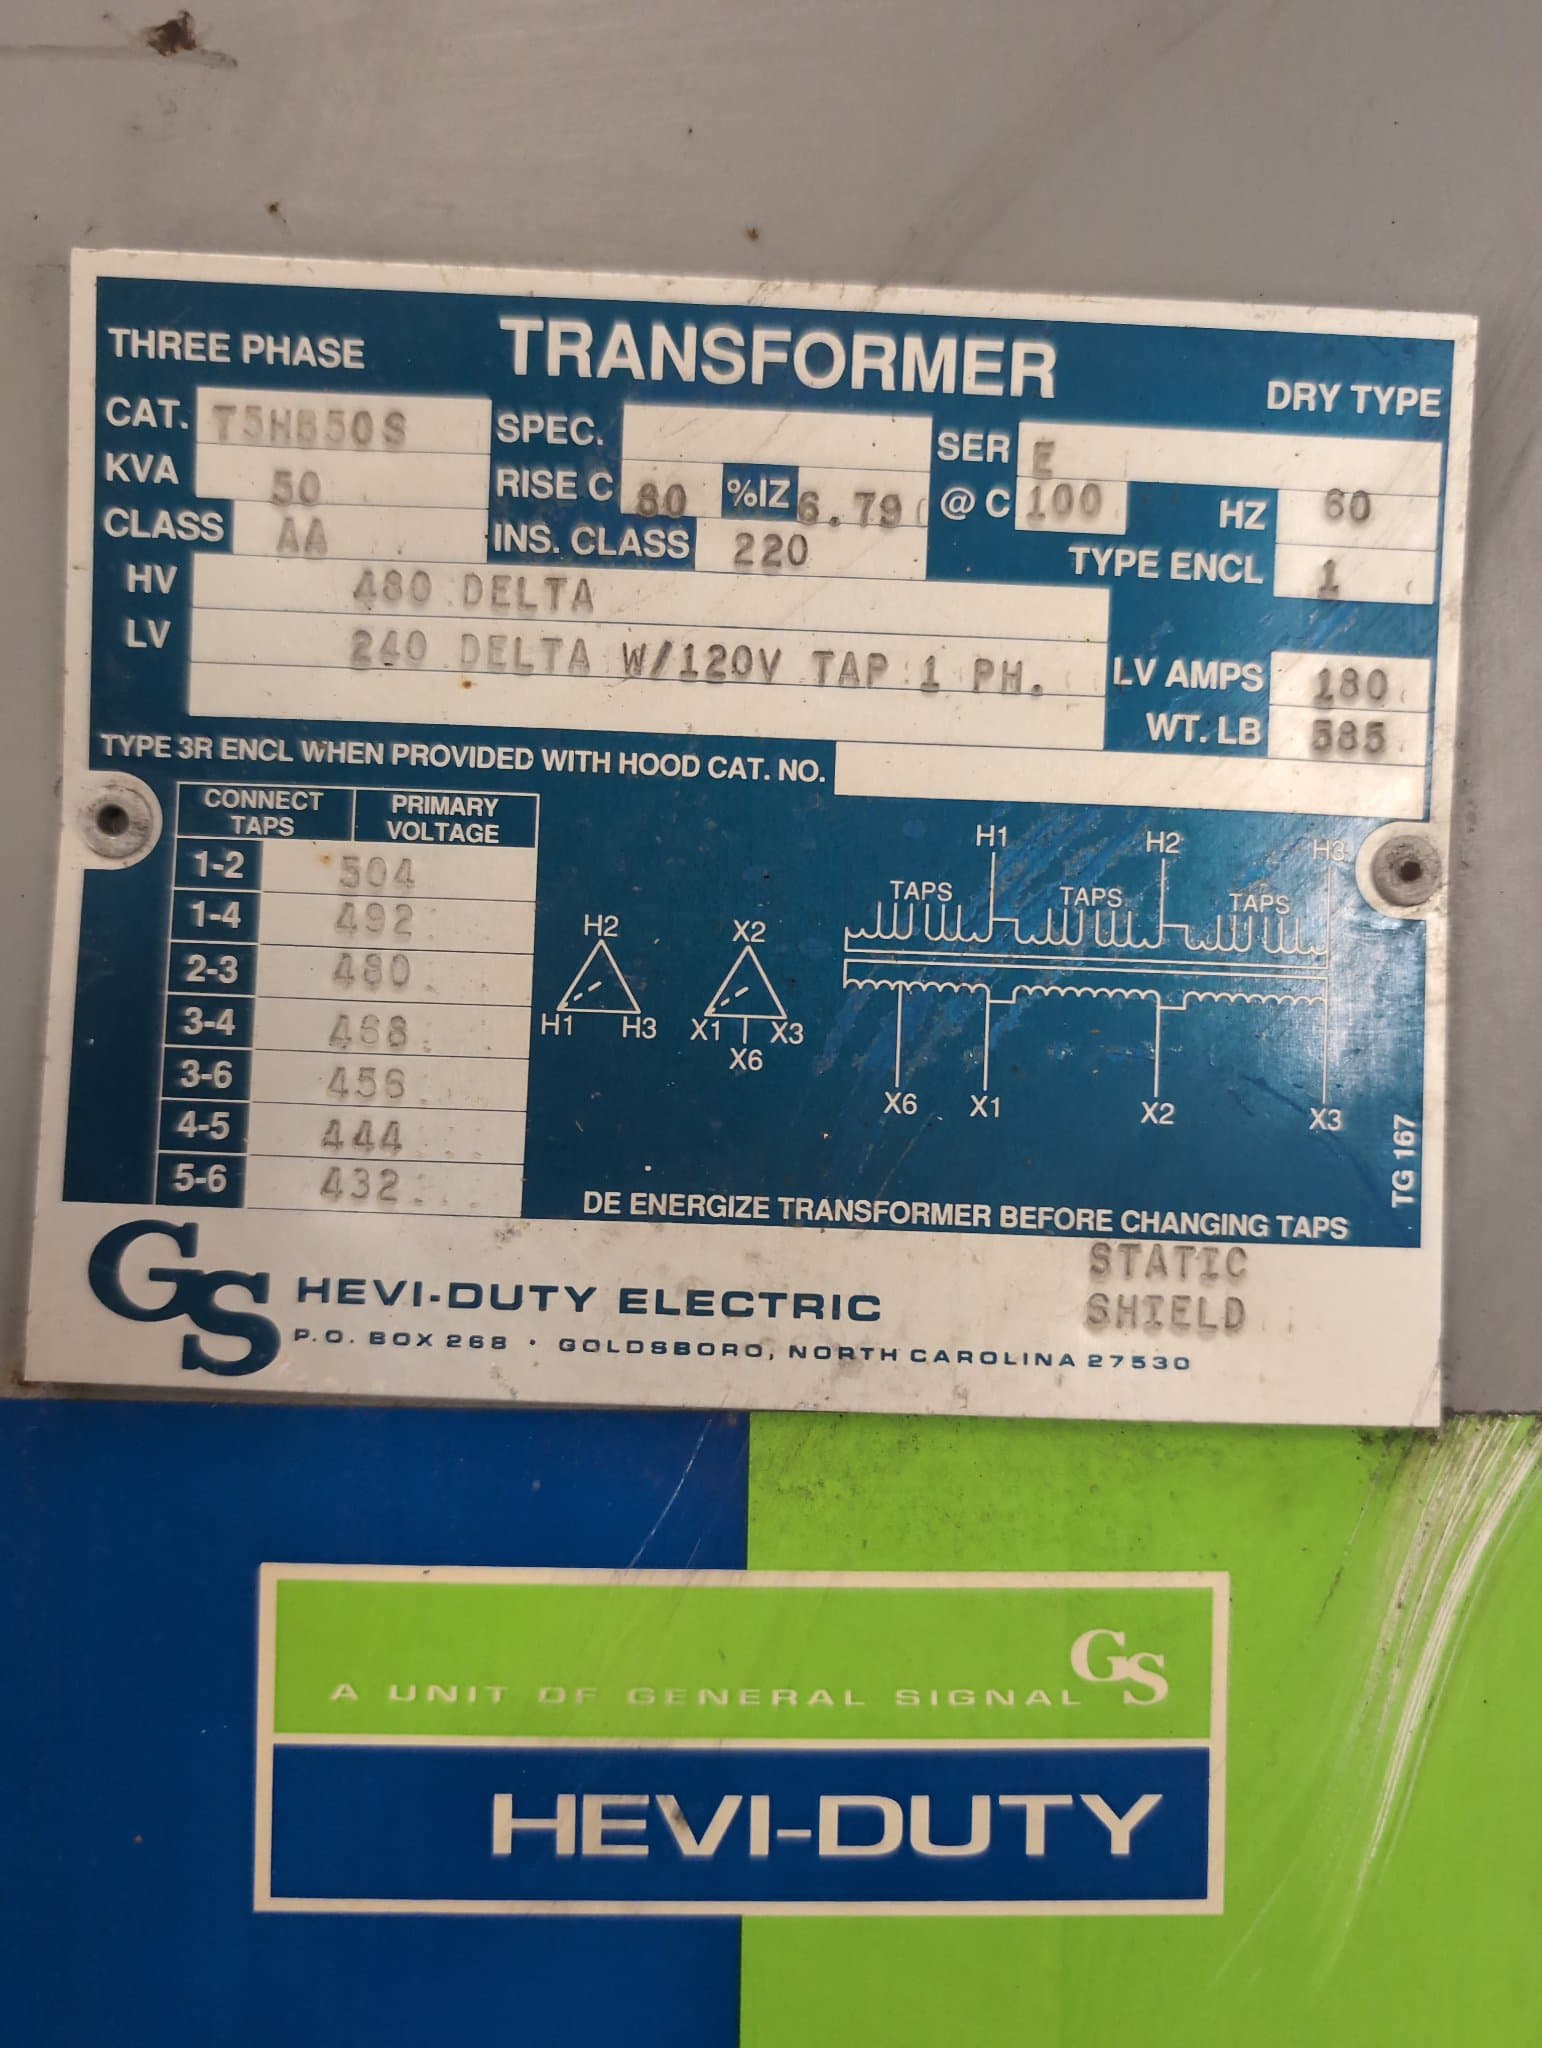 THREE PHASE TRANSFORMER DRY TYPE
CAT. T5HB50S SPEC. SER E
KVA 50 RISE C 80 %IZ 6.79 @ C 100 HZ 60
CLASS AA INS. CLASS 220 TYPE ENCL 1
HV 480 DELTA
LV 240 DELTA W/120V TAP 1 PH. LV AMPS 180
WT. LB 585
TYPE 3R ENCL WHEN PROVIDED WITH HOOD CAT. NO.
CONNECT TAPS PRIMARY VOLTAGE
1-2 504
1-4 492
2-3 480
3-4 468
3-6 456
4-5 444
5-6 432
H2
H1 H3
X2
X1 X3
X6
H1 H2 H3
TAPS TAPS TAPS
X6 X1 X2 X3
TG 167
DE ENERGIZE TRANSFORMER BEFORE CHANGING TAPS
STATIC
SHIELD
GS HEVI-DUTY ELECTRIC
P.O. BOX 268 • GOLDSBORO, NORTH CAROLINA 27530
A UNIT OF GENERAL SIGNAL GS
HEVI-DUTY